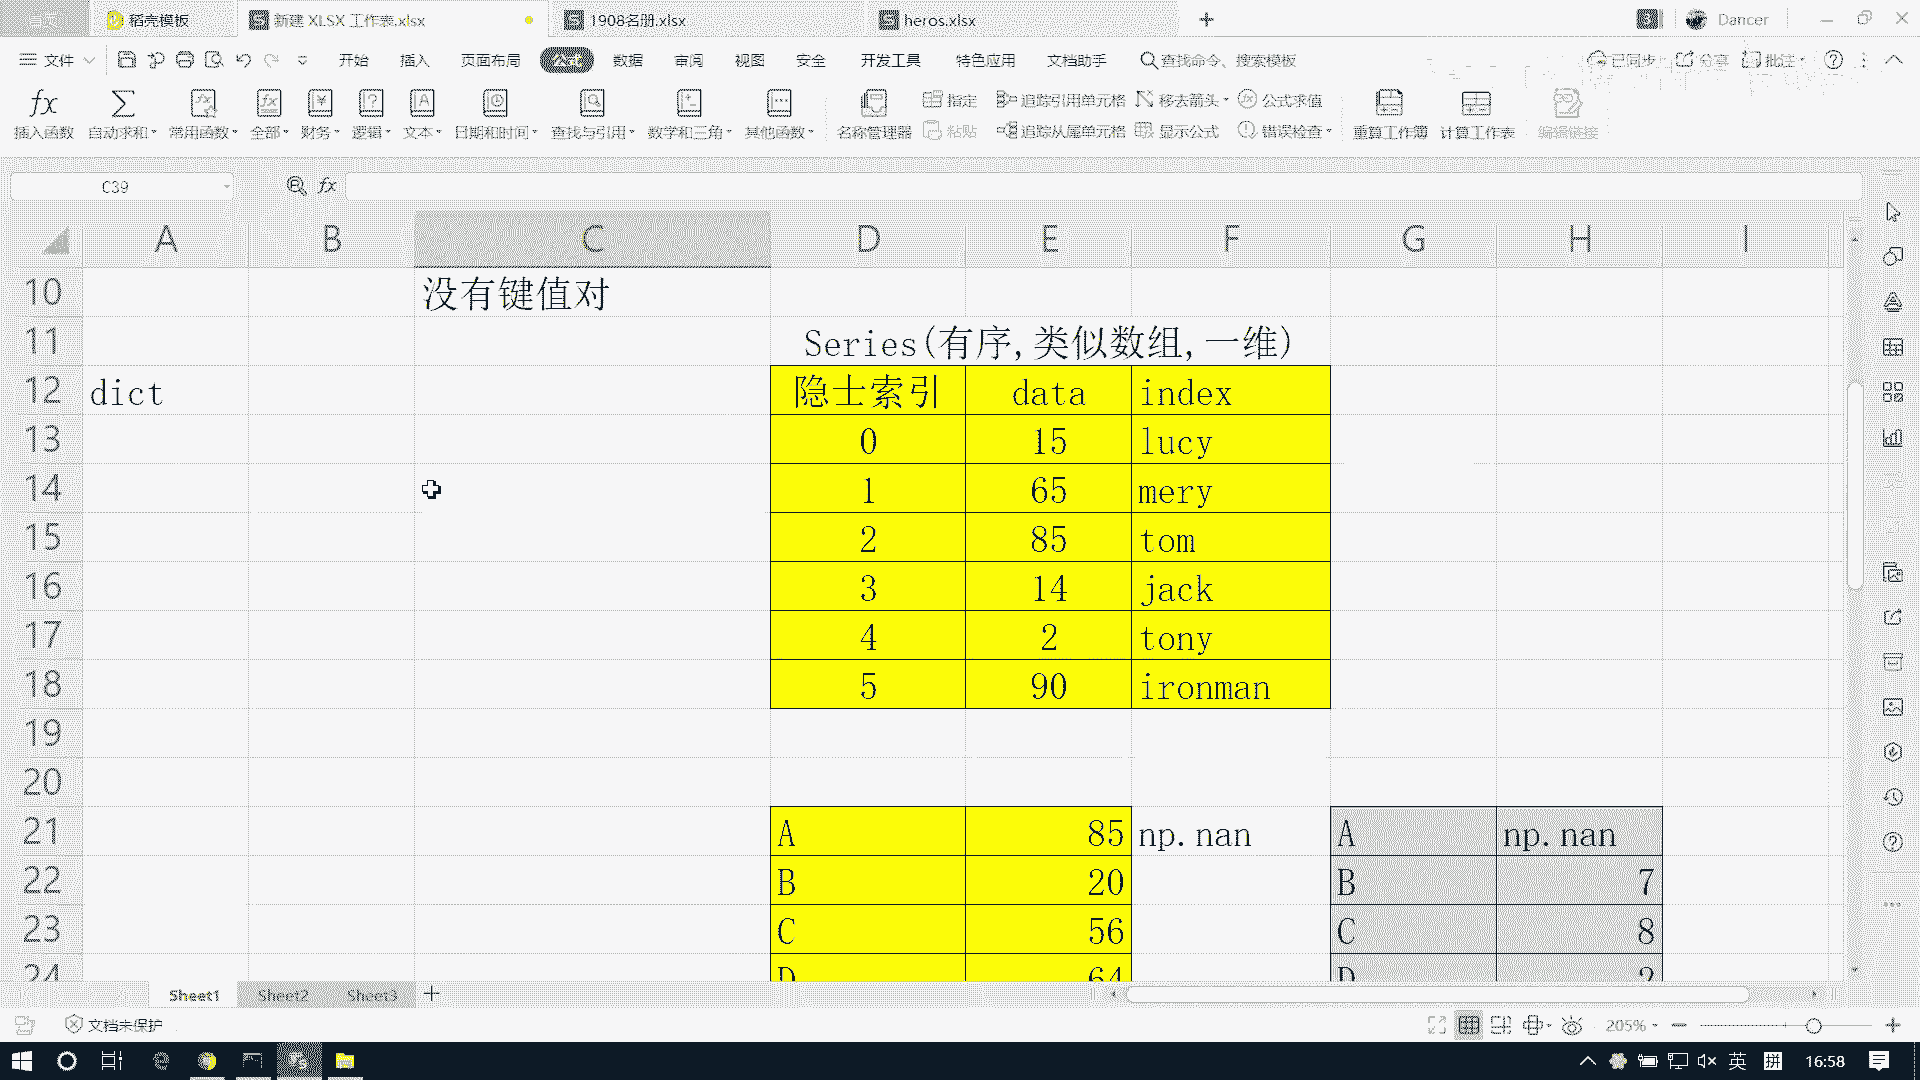 首页 稻壳模板 新建 XLSX 工作表.xlsx 1908名册.xlsx heros.xlsx Dancer
文件 开始 插入 页面布局 公式 数据 审阅 视图 安全 开发工具 特色应用 文档助手 查找命令、搜索模板 已同步 分享 批注
指定 追踪引用单元格 移去箭头 公式求值
插入函数 自动求和 常用函数 全部 财务 逻辑 文本 日期和时间 查找与引用 数学和三角 其他函数 名称管理器 粘贴 追踪从属单元格 显示公式 错误检查 重算工作簿 计算工作表 编辑链接
C39 fx
A B C D E F G H I
10 没有键值对
11 Series(有序,类似数组,一维)
12 dict 隐士索引 data index
13 0 15 lucy
14 1 65 mery
15 2 85 tom
16 3 14 jack
17 4 2 tony
18 5 90 ironman
19
20
21 A 85 np.nan A np.nan
22 B 20 B 7
23 C 56 C 8
24 D 64 D 2
Sheet1 Sheet2 Sheet3
文档未保护 205%
英 拼 16:58